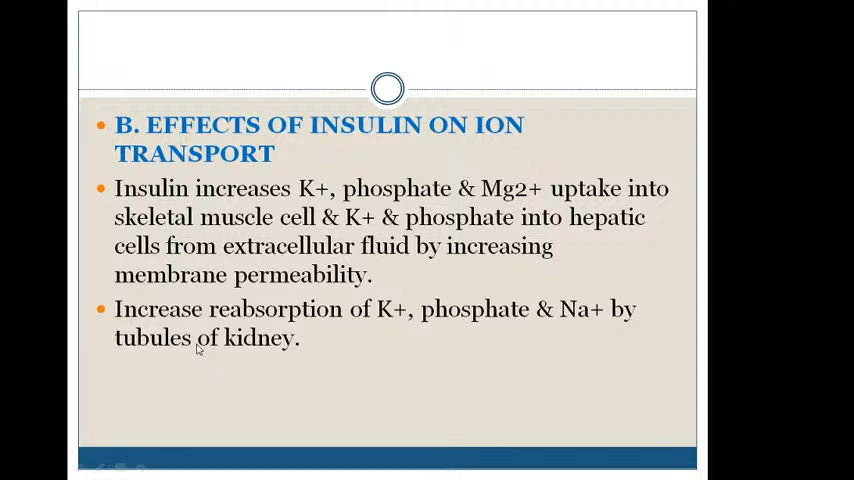 B. EFFECTS OF INSULIN ON ION
TRANSPORT
Insulin increases K+, phosphate & Mg2+ uptake into
skeletal muscle cell & K+ & phosphate into hepatic
cells from extracellular fluid by increasing
membrane permeability.
Increase reabsorption of K+, phosphate & Na+ by
tubules of kidney.